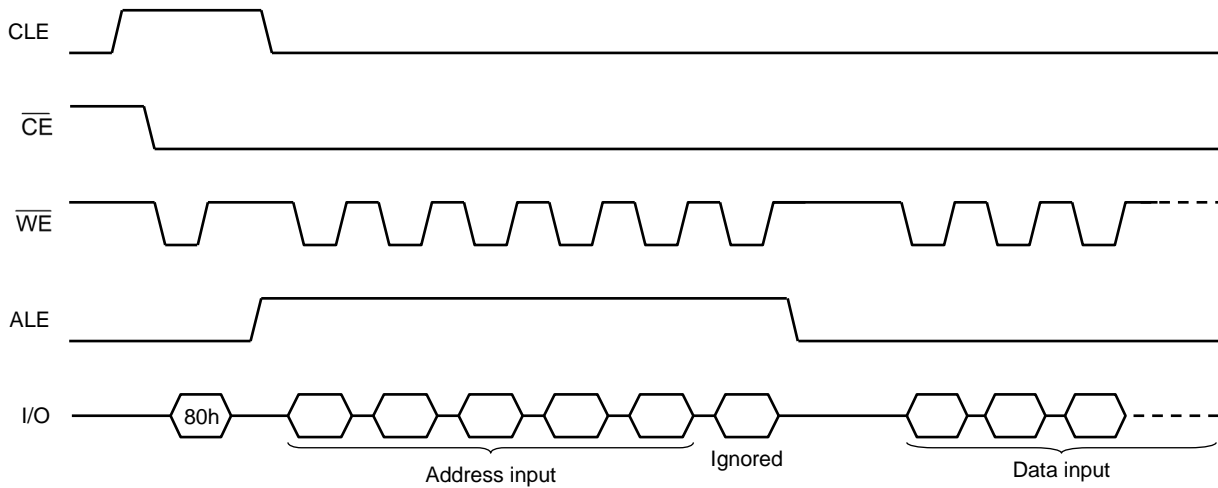 CLE
CE
WE
ALE
I/O
80h
Address input
Ignored
Data input